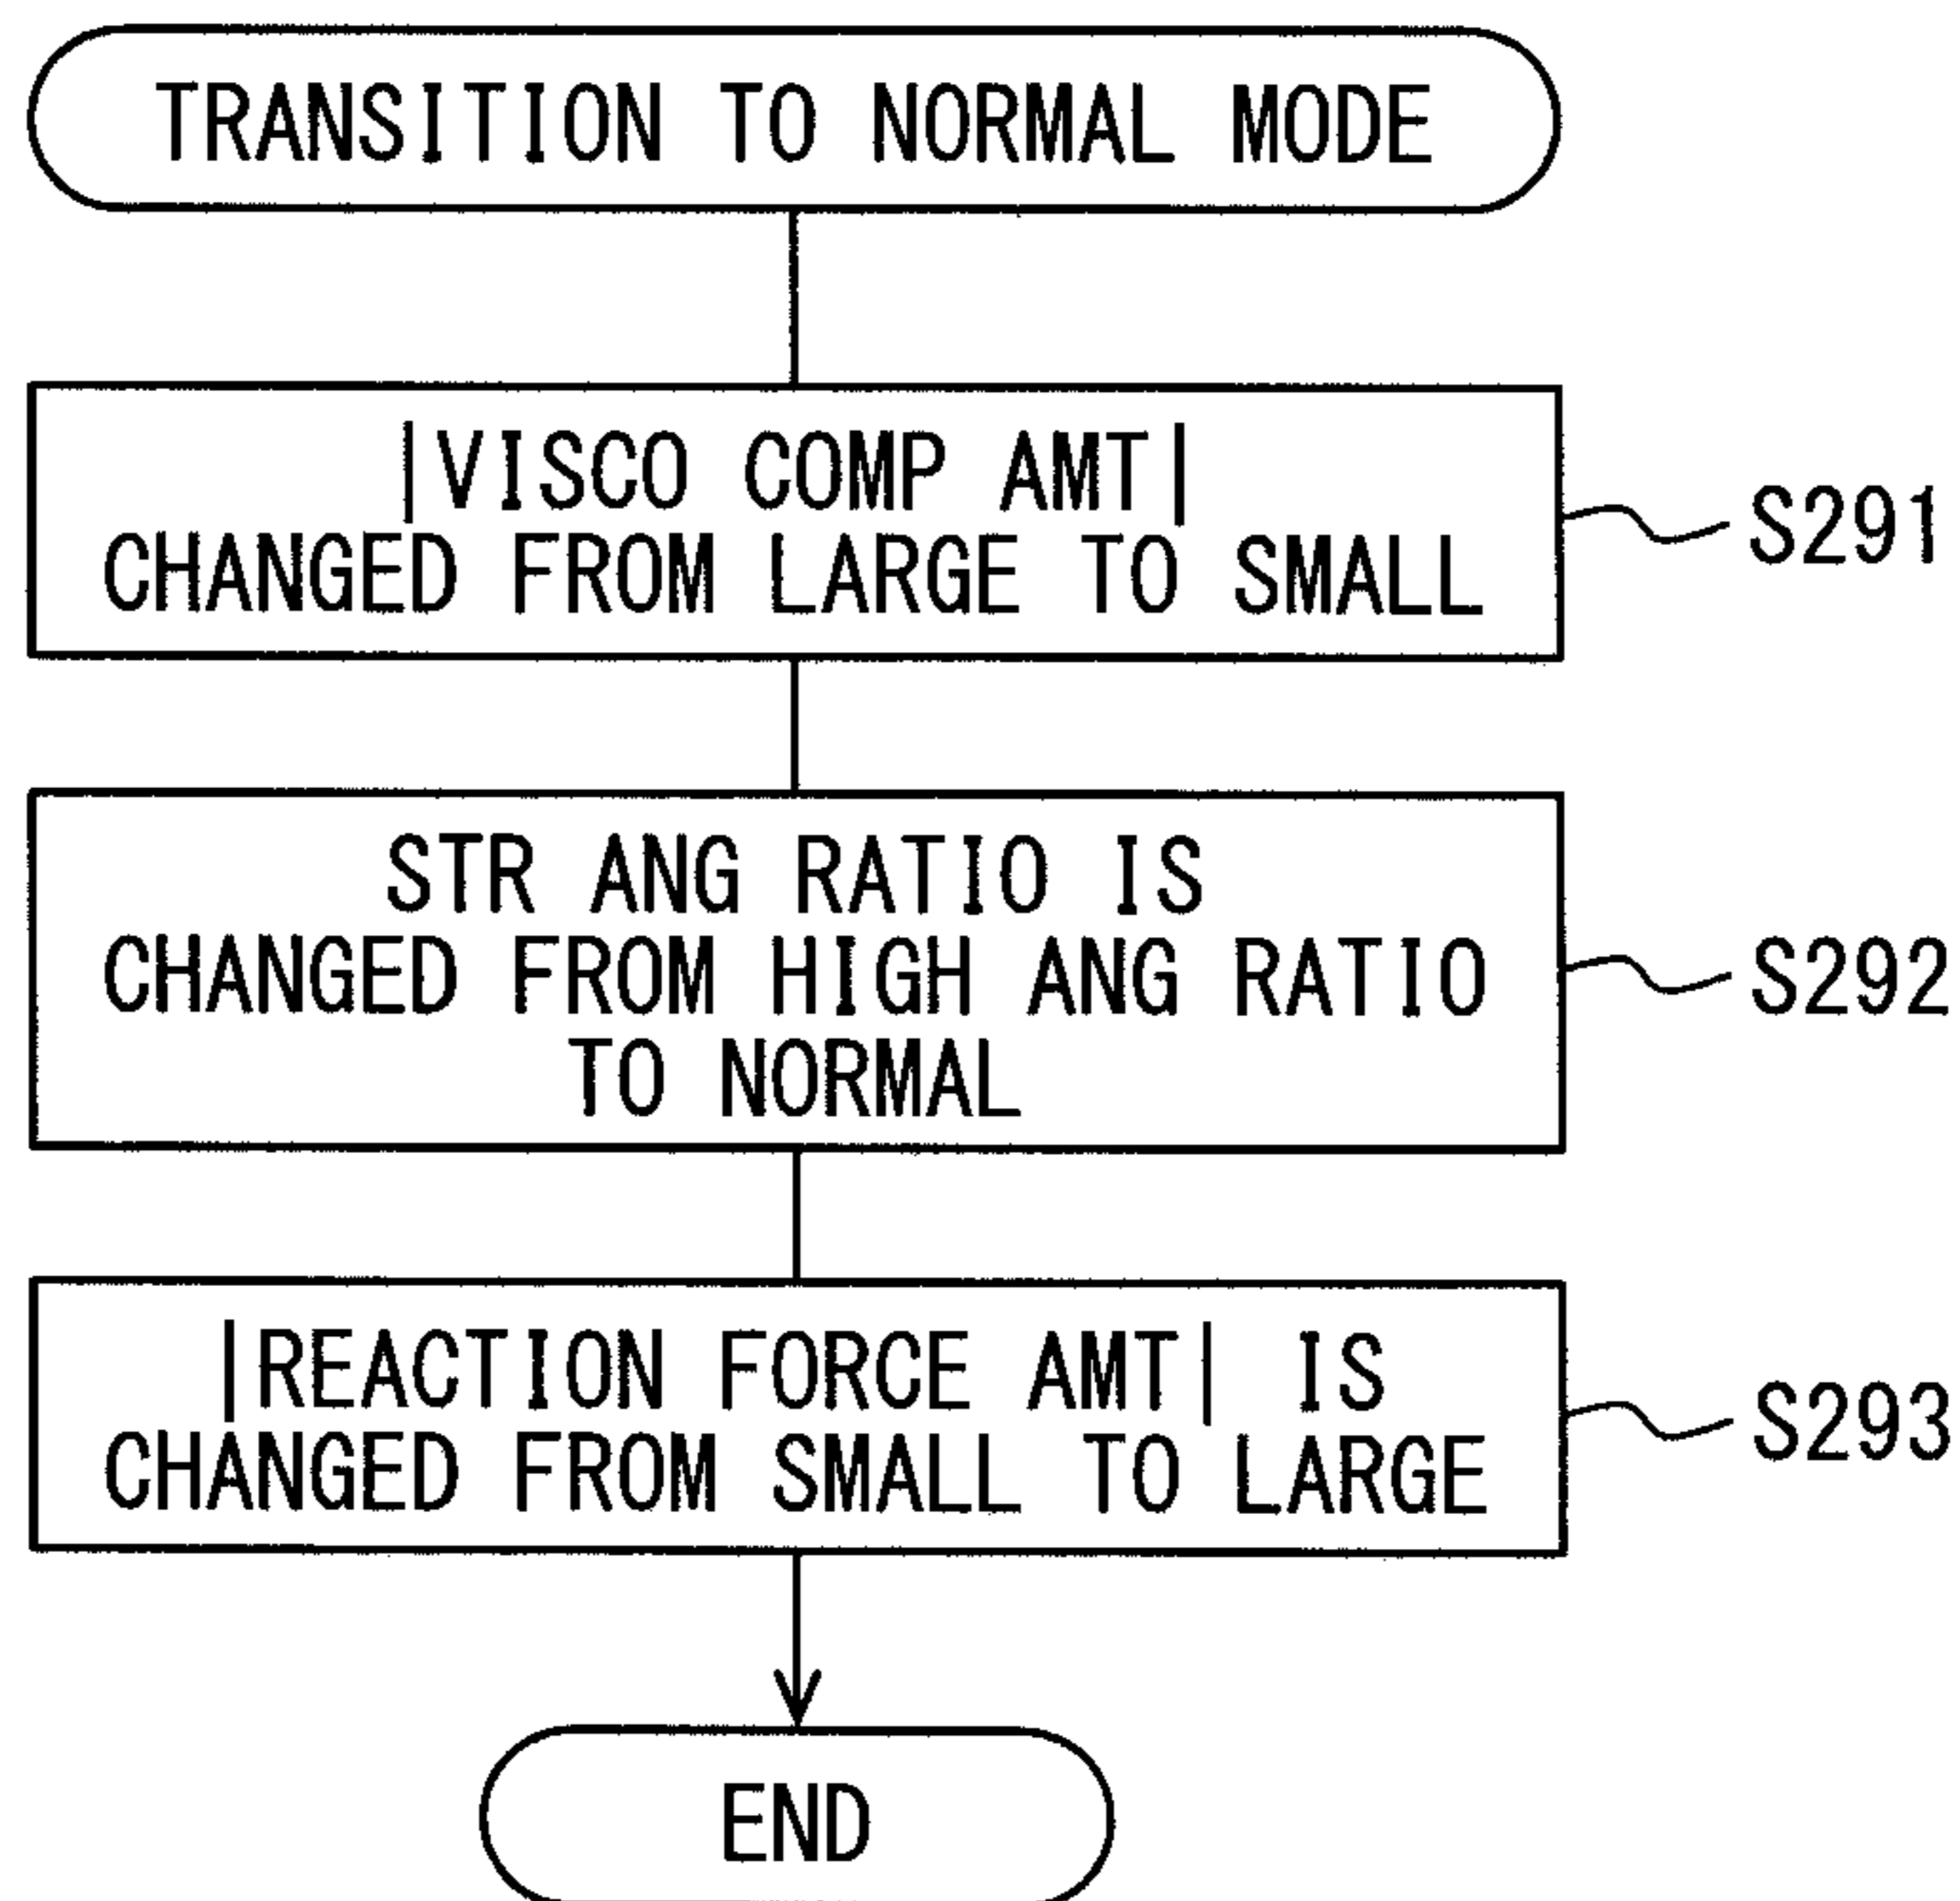 TRANSITION TO NORMAL MODE
|VISCO COMP AMT|
CHANGED FROM LARGE TO SMALL
S291
STR ANG RATIO IS
CHANGED FROM HIGH ANG RATIO
TO NORMAL
S292
|REACTION FORCE AMT| IS
CHANGED FROM SMALL TO LARGE
S293
END